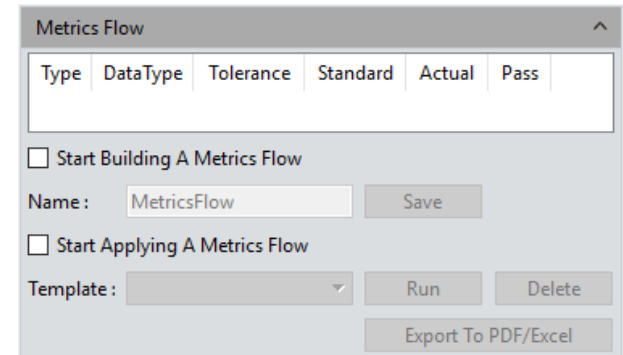 Metrics Flow
Type DataType Tolerance Standard Actual Pass
Start Building A Metrics Flow
Name : MetricsFlow Save
Start Applying A Metrics Flow
Template : Run Delete
Export To PDF/Excel